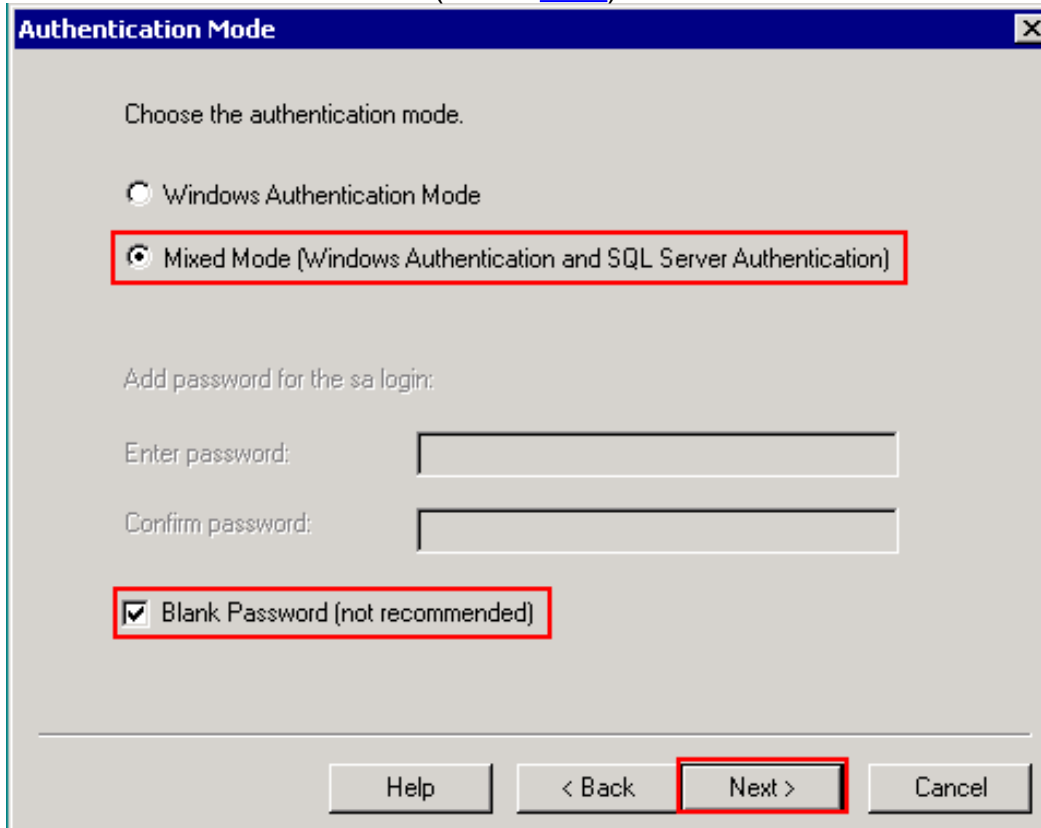 Authentication Mode
Choose the authentication mode.
Windows Authentication Mode
Mixed Mode (Windows Authentication and SQL Server Authentication)
Add password for the sa login:
Enter password:
Confirm password:
Blank Password (not recommended)
Help
< Back
Next >
Cancel